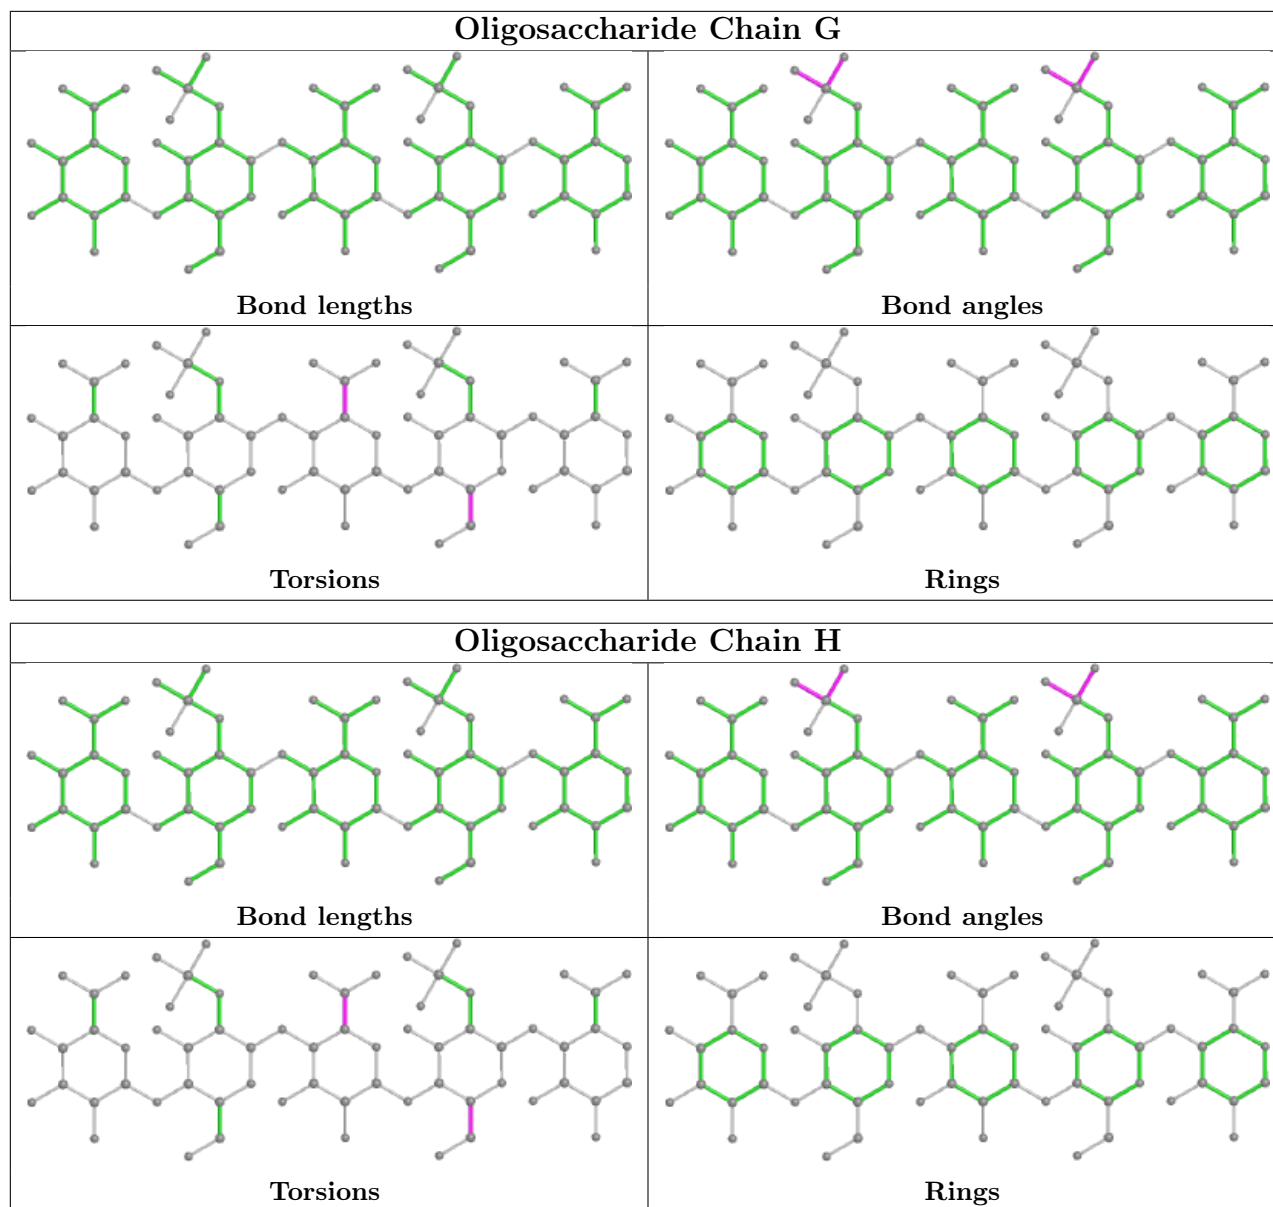 Oligosaccharide Chain G
Bond lengths
Bond angles
Torsions
Rings
Oligosaccharide Chain H
Bond lengths
Bond angles
Torsions
Rings